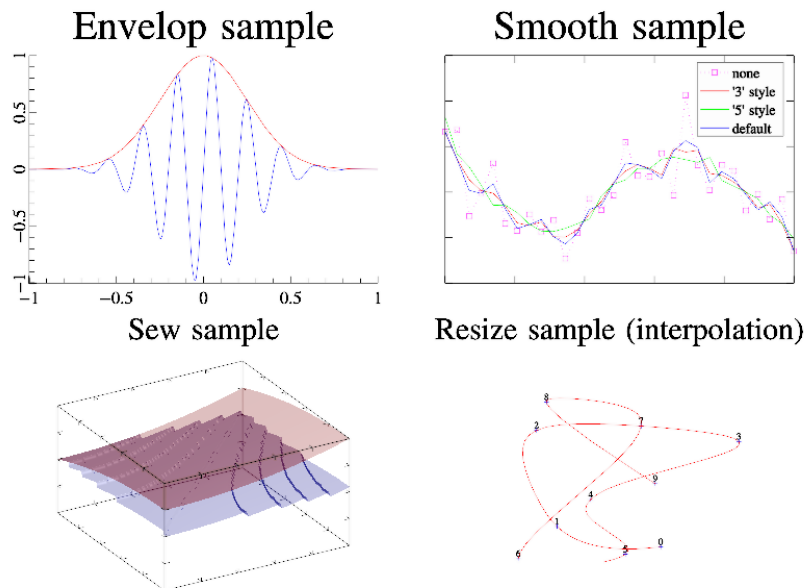 Envelop sample
Smooth sample
1
0.5
0
−0.5
−1
−1
−0.5
0
0.5
1
none
'3' style
'5' style
default
Sew sample
Resize sample (interpolation)
8
2
7
3
9
4
1
0
5
6